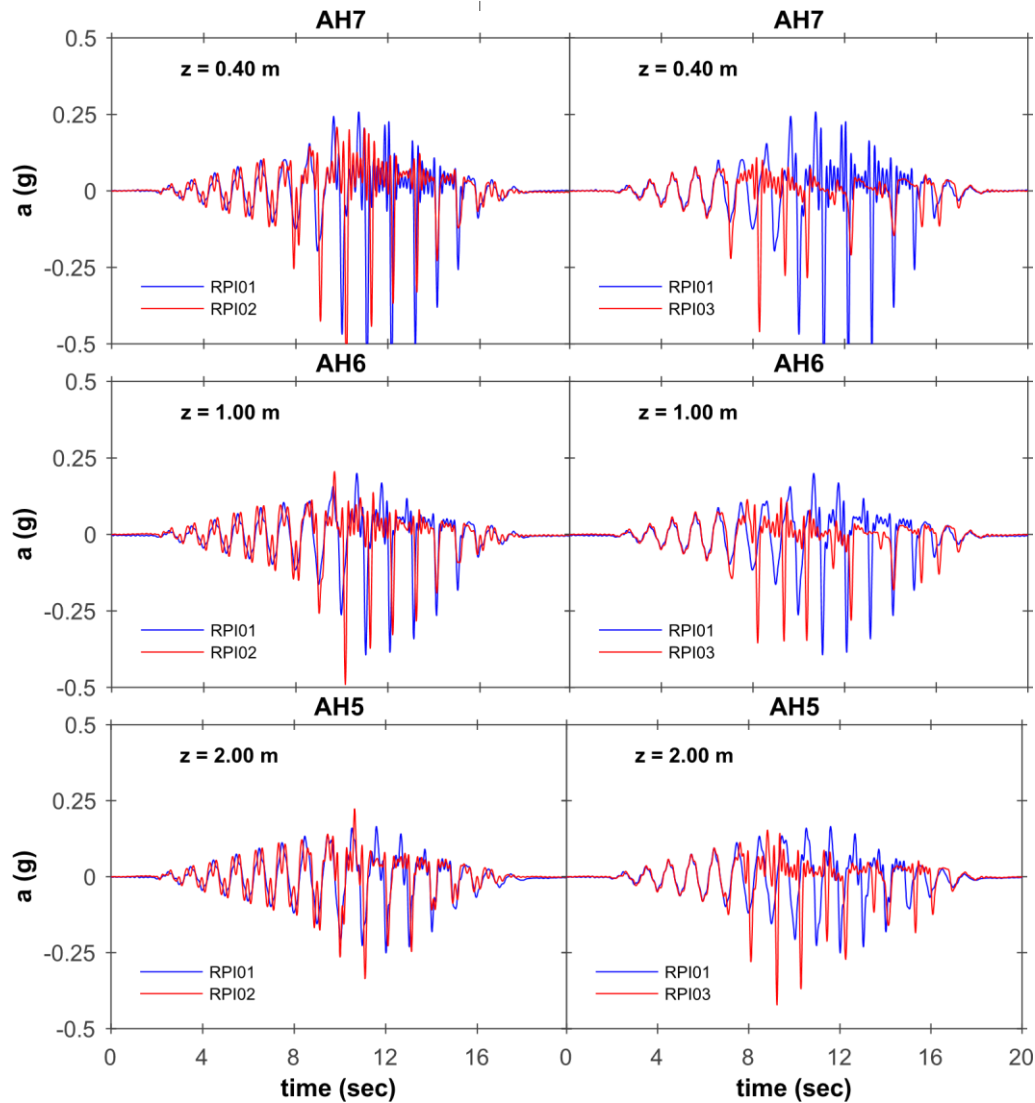 AH7 AH7
0.5
z = 0.40 m z = 0.40 m
0.25
a (g)
0
-0.25
RPI01 RPI01
RPI02 RPI03
-0.5
AH6 AH6
0.5
z = 1.00 m z = 1.00 m
0.25
a (g)
0
-0.25
RPI01 RPI01
RPI02 RPI03
-0.5
AH5 AH5
0.5
z = 2.00 m z = 2.00 m
0.25
a (g)
0
-0.25
RPI01 RPI01
RPI02 RPI03
-0.5
0 4 8 12 16 0 4 8 12 16 20
time (sec) time (sec)